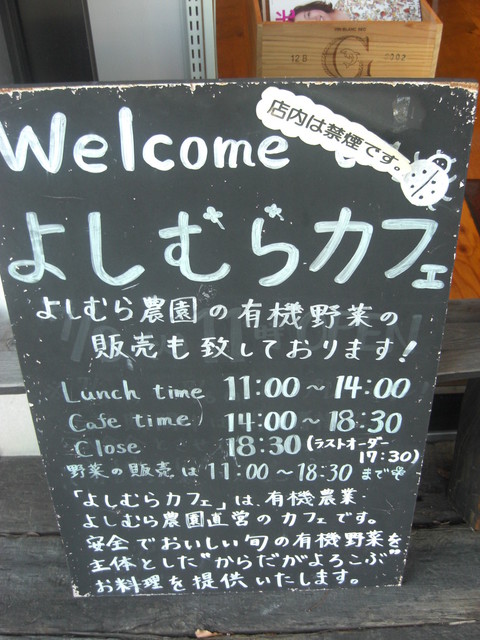 12B 2002
店内は禁煙です。
Welcome
よしむらカフェ
よしむら農園の有機野菜の
販売も致しております!
Lunch time 11:00~14:00
Cafe time 14:00~18:30
Close 18:30(ラストオーダー
17:30)
野菜の販売は11:00~18:30まで
「よしむらカフェ」は、有機農業・
よしむら農園直営のカフェです。
安全でおいしい旬の有機野菜を
主体とした"からだがよろこぶ"
お料理を提供いたします。